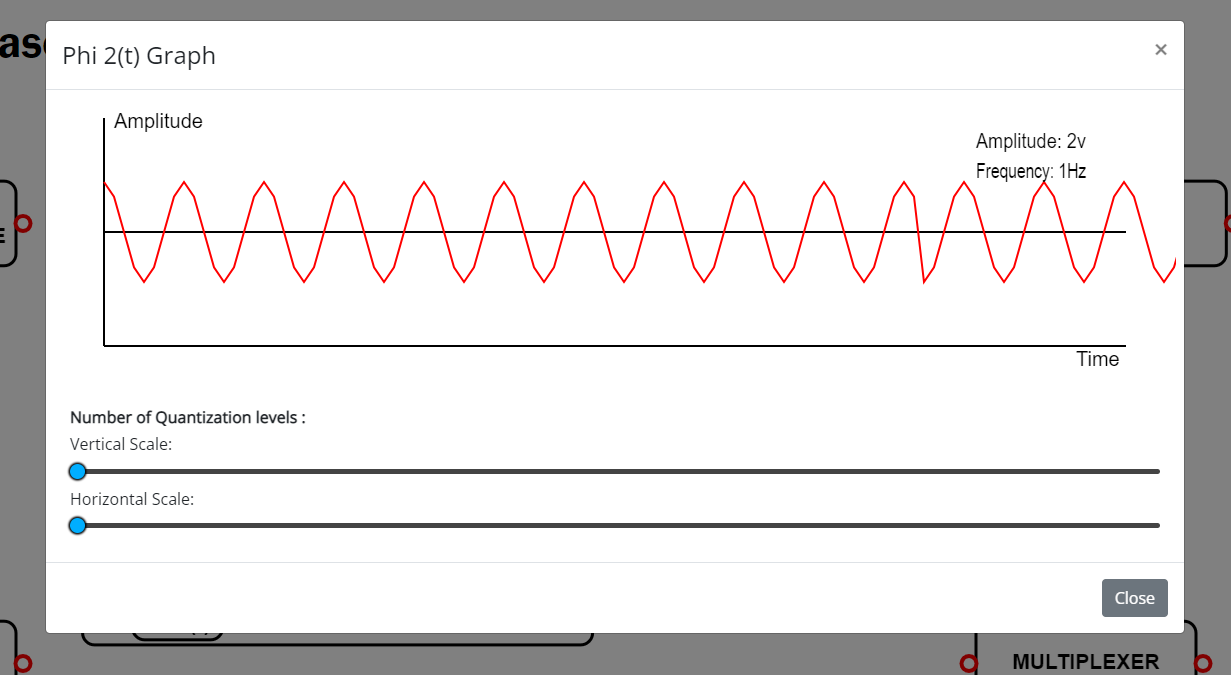 Phi 2(t) Graph
×
Amplitude
Amplitude: 2v
Frequency: 1Hz
Time
Number of Quantization levels :
Vertical Scale:
Horizontal Scale:
Close
MULTIPLEXER